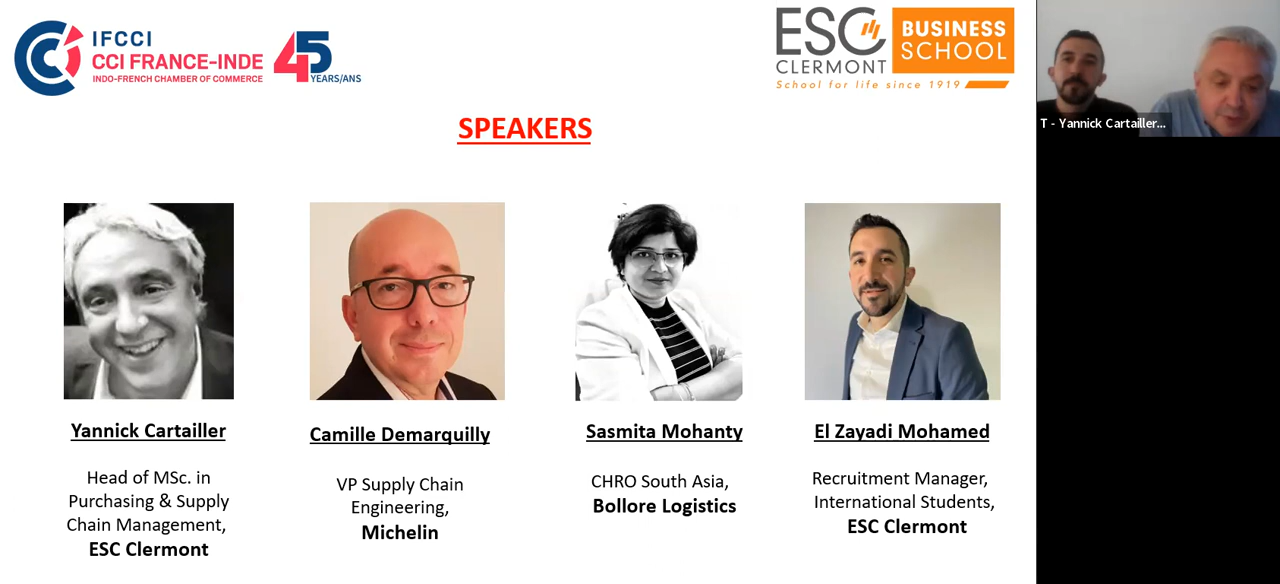 IFCCI
CCI FRANCE-INDE
INDO-FRENCH CHAMBER OF COMMERCE
45
YEARS/ANS
ESC
CLERMONT
BUSINESS
SCHOOL
School for life since 1919
T - Yannick Cartailler...
SPEAKERS
Yannick Cartailler
Head of MSc. in
Purchasing & Supply
Chain Management,
ESC Clermont
Camille Demarquilly
VP Supply Chain
Engineering,
Michelin
Sasmita Mohanty
CHRO South Asia,
Bollore Logistics
El Zayadi Mohamed
Recruitment Manager,
International Students,
ESC Clermont